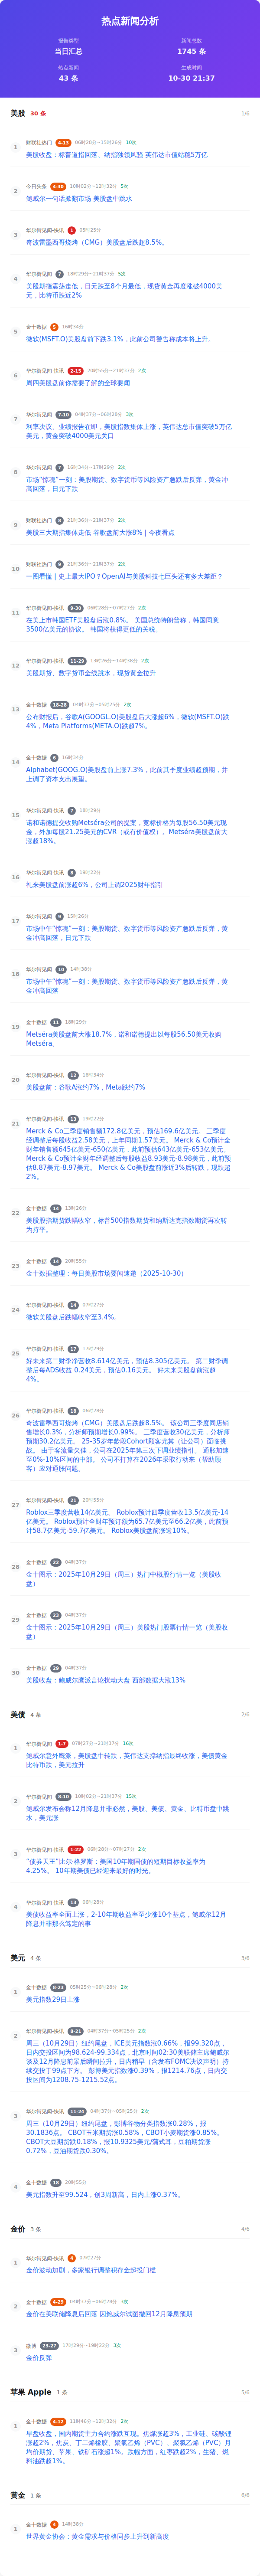 热点新闻分析
报告类型
当日汇总
新闻总数
1745 条
热点新闻
43 条
生成时间
10-30 21:37
美股 30 条 1/6
1
财联社热门 4-13 06时28分~15时26分 10次
美股收盘：标普道指回落、纳指独领风骚 英伟达市值站稳5万亿
2
今日头条 4-30 10时02分~12时32分 5次
鲍威尔一句话掀翻市场 美股盘中跳水
3
华尔街见闻-快讯 1 05时25分
奇波雷墨西哥烧烤（CMG）美股盘后跌超8.5%。
4
华尔街见闻 7 18时29分~21时37分 5次
美股期指震荡走低，日元跌至8个月最低，现货黄金再度涨破4000美
元，比特币跌近2%
5
金十数据 5 16时34分
微软(MSFT.O)美股盘前下跌3.1%，此前公司警告称成本将上升。
6
华尔街见闻-快讯 2-15 20时55分~21时37分 2次
周四美股盘前你需要了解的全球要闻
7
华尔街见闻 7-10 04时37分~06时28分 3次
利率决议、业绩报告在即，美股指数集体上涨，英伟达总市值突破5万亿
美元，黄金突破4000美元关口
8
华尔街见闻 7 16时34分~17时29分 2次
市场“惊魂”一刻：美股期货、数字货币等风险资产急跌后反弹，黄金冲
高回落，日元下跌
9
财联社热门 8 21时36分~21时37分 2次
美股三大期指集体走低 谷歌盘前大涨8% | 今夜看点
10
财联社热门 9 21时36分~21时37分 2次
一图看懂 | 史上最大IPO？OpenAI与美股科技七巨头还有多大差距？
11
华尔街见闻-快讯 9-30 06时28分~07时27分 2次
在美上市的韩国ETF美股盘后涨0.8%。 美国总统特朗普称，韩国同意
3500亿美元的协议。 韩国将获得更低的关税。
12
华尔街见闻-快讯 11-29 13时26分~14时38分 2次
美股期货、数字货币全线跳水，现货黄金拉升
13
金十数据 18-28 04时37分~05时25分 2次
公布财报后，谷歌A(GOOGL.O)美股盘后大涨超6%，微软(MSFT.O)跌
4%，Meta Platforms(META.O)跌超7%。
14
金十数据 6 16时34分
Alphabet(GOOG.O)美股盘前上涨7.3%，此前其季度业绩超预期，并
上调了资本支出展望。
15
华尔街见闻-快讯 7 18时29分
诺和诺德提交收购Metséra公司的提案，竞标价格为每股56.50美元现
金，外加每股21.25美元的CVR（或有价值权）。Metséra美股盘前大
涨超18%。
16
华尔街见闻-快讯 8 19时22分
礼来美股盘前涨超6%，公司上调2025财年指引
17
华尔街见闻 9 15时26分
市场中午“惊魂”一刻：美股期货、数字货币等风险资产急跌后反弹，黄
金冲高回落，日元下跌
18
华尔街见闻 10 14时38分
市场中午“惊魂”一刻：美股期货、数字货币等风险资产急跌后反弹，黄
金冲高回落
19
金十数据 11 18时29分
Metséra美股盘前大涨18.7%，诺和诺德提出以每股56.50美元收购
Metséra。
20
华尔街见闻-快讯 12 16时34分
美股盘前：谷歌A涨约7%，Meta跌约7%
21
华尔街见闻-快讯 13 19时22分
Merck & Co三季度销售额172.8亿美元，预估169.6亿美元。 三季度
经调整后每股收益2.58美元，上年同期1.57美元。 Merck & Co预计全
财年销售额645亿美元-650亿美元，此前预估643亿美元-653亿美元。
Merck & Co预计全财年经调整后每股收益8.93美元-8.98美元，此前预
估8.87美元-8.97美元。 Merck & Co美股盘前涨近3%后转跌，现跌超
2%。
22
金十数据 14 13时26分
美股股指期货跌幅收窄，标普500指数期货和纳斯达克指数期货再次转
为持平。
23
金十数据 14 20时55分
金十数据整理：每日美股市场要闻速递（2025-10-30）
24
华尔街见闻-快讯 14 07时27分
微软美股盘后跌幅收窄至3.4%。
25
华尔街见闻-快讯 17 17时29分
好未来第二财季净营收8.614亿美元，预估8.305亿美元。 第二财季调
整后每ADS收益 0.24美元，预估0.16美元。 好未来美股盘前涨超
4%。
26
华尔街见闻-快讯 18 06时28分
奇波雷墨西哥烧烤（CMG）美股盘后跌超8.5%。 该公司三季度同店销
售增长0.3%，分析师预期增长0.99%。 三季度营收30亿美元，分析师
预期30.2亿美元。 25-35岁年龄段Cohort顾客尤其（让公司）面临挑
战。 由于客流量欠佳，公司在2025年第三次下调业绩指引。 通胀加速
至0%-10%区间的中部。 公司不打算在2026年采取行动来（帮助顾
客）应对通胀问题。
27
华尔街见闻-快讯 21 20时55分
Roblox三季度营收14亿美元。 Roblox预计四季度营收13.5亿美元-14
亿美元。 Roblox预计全财年预订额为65.7亿美元至66.2亿美，此前预
计58.7亿美元-59.7亿美元。 Roblox美股盘前涨逾10%。
28
金十数据 22 04时37分
金十图示：2025年10月29日（周三）热门中概股行情一览（美股收
盘）
29
金十数据 23 04时37分
金十图示：2025年10月29日（周三）美股热门股票行情一览（美股收
盘）
30
金十数据 29 04时37分
美股收盘：鲍威尔鹰派言论扰动大盘 西部数据大涨13%
美债 4 条 2/6
1
华尔街见闻-快讯 1-7 07时27分~21时37分 16次
鲍威尔意外鹰派，美股盘中转跌，英伟达支撑纳指最终收涨，美债黄金
比特币跌，美元拉升
2
华尔街见闻 8-10 10时02分~21时37分 15次
鲍威尔发布会称12月降息并非必然，美股、美债、黄金、比特币盘中跳
水，美元涨
3
华尔街见闻-快讯 1-22 06时28分~07时27分 2次
“债券天王”比尔·格罗斯：美国10年期国债的短期目标收益率为
4.25%。 10年期美债已经迎来最好的时光。
4
华尔街见闻-快讯 13 06时28分
美债收益率全面上涨，2-10年期收益率至少涨10个基点，鲍威尔12月
降息并非那么笃定的事
美元 4 条 3/6
1
金十数据 8-23 05时25分~06时28分 2次
美元指数29日上涨
2
华尔街见闻-快讯 8-21 04时37分~05时25分 2次
周三（10月29日）纽约尾盘，ICE美元指数涨0.66%，报99.320点，
日内交投区间为98.624-99.334点，北京时间02:30美联储主席鲍威尔
谈及12月降息前景后瞬间拉升，日内稍早（含发布FOMC决议声明）持
续交投于99点下方。 彭博美元指数涨0.39%，报1214.76点，日内交
投区间为1208.75-1215.52点。
3
华尔街见闻-快讯 11-24 04时37分~05时25分 2次
周三（10月29日）纽约尾盘，彭博谷物分类指数涨0.28%，报
30.1836点。 CBOT玉米期货涨0.58%，CBOT小麦期货涨0.85%。
CBOT大豆期货跌0.18%，报10.9325美元/蒲式耳，豆粕期货涨
0.72%，豆油期货跌0.30%。
4
金十数据 18 20时55分
美元指数升至99.524，创3周新高，日内上涨0.37%。
金价 3 条 4/6
1
华尔街见闻-快讯 4 07时27分
金价波动加剧，多家银行调整积存金起投门槛
2
金十数据 4-29 04时37分~06时28分 3次
金价在美联储降息后回落 因鲍威尔试图撤回12月降息预期
3
微博 23-27 17时29分~19时22分 3次
金价反弹
苹果 Apple 1 条 5/6
1
金十数据 4-12 11时46分~12时32分 2次
早盘收盘，国内期货主力合约涨跌互现。焦煤涨超3%，工业硅、碳酸锂
涨超2%，焦炭、丁二烯橡胶、聚氯乙烯（PVC）、聚氯乙烯（PVC）月
均价期货、苹果、铁矿石涨超1%。跌幅方面，红枣跌超2%，生猪、燃
料油跌超1%。
黄金 1 条 6/6
1
金十数据 4 14时38分
世界黄金协会：黄金需求与价格同步上升到新高度